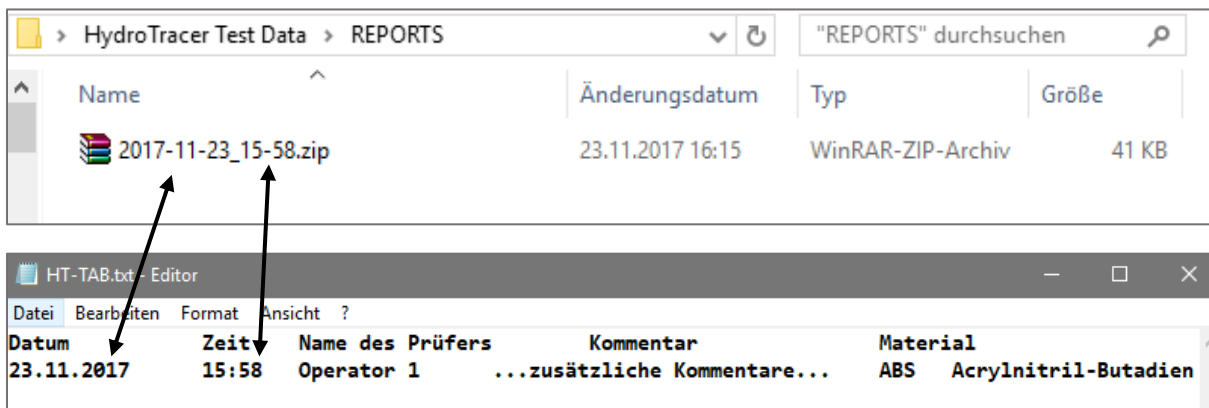 > HydroTracer Test Data > REPORTS "REPORTS" durchsuchen
Name Änderungsdatum Typ Größe
2017-11-23_15-58.zip 23.11.2017 16:15 WinRAR-ZIP-Archiv 41 KB
HT-TAB.txt - Editor
Datei Bearbeiten Format Ansicht ?
Datum Zeit Name des Prüfers Kommentar Material
23.11.2017 15:58 Operator 1 ...zusätzliche Kommentare... ABS Acrylnitril-Butadien